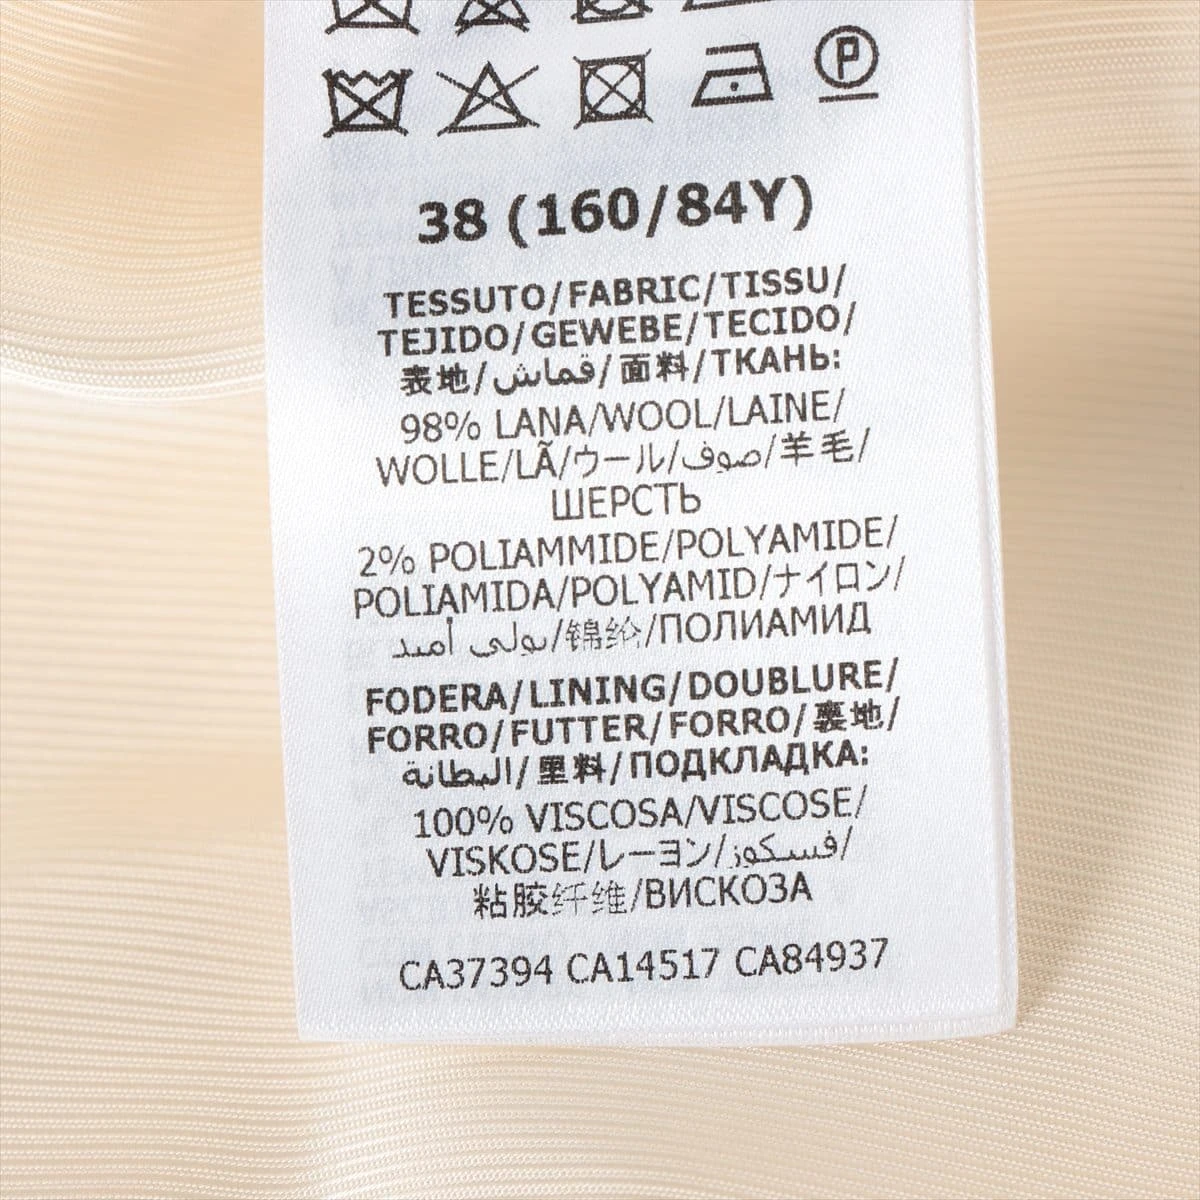 P
38 (160/84Y)
TESSUTO/FABRIC/TISSU/
TEJIDO/GEWEBE/TECIDO/
表地/قماش/面料/ТКАНЬ:
98% LANA/WOOL/LAINE/
WOLLE/LÃ/ウール/صوف/羊毛/
ШЕРСТЬ
2% POLIAMMIDE/POLYAMIDE/
POLIAMIDA/POLYAMID/ナイロン/
بولي أميد/锦纶/ПОЛИАМИД
FODERA/LINING/DOUBLURE/
FORRO/FUTTER/FORRO/裏地/
البطانة/里料/ПОДКЛАДКА:
100% VISCOSA/VISCOSE/
VISKOSE/レーヨン/فسكوز/
粘胶纤维/ВИСКОЗА
CA37394 CA14517 CA84937